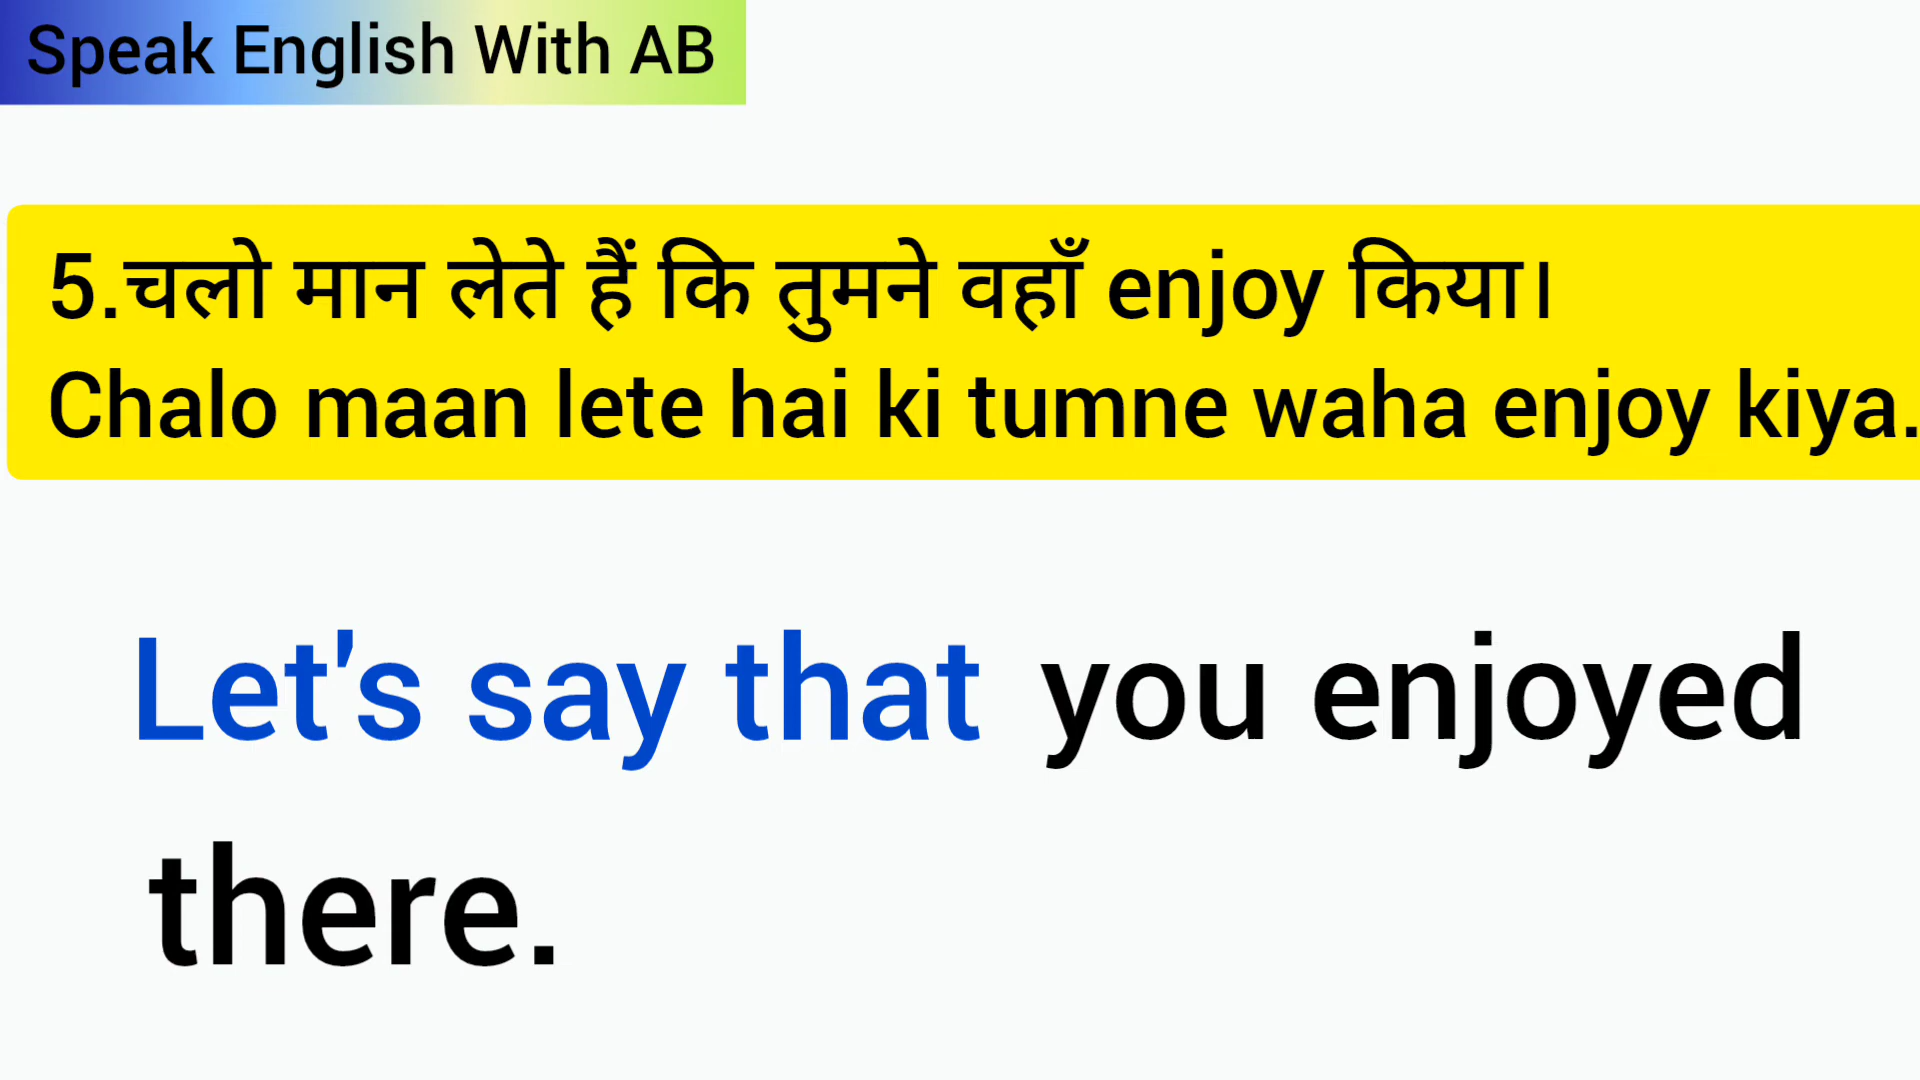 Speak English With AB
5.चलो मान लेते हैं कि तुमने वहाँ enjoy किया।
Chalo maan lete hai ki tumne waha enjoy kiya.
Let's say that you enjoyed
there.